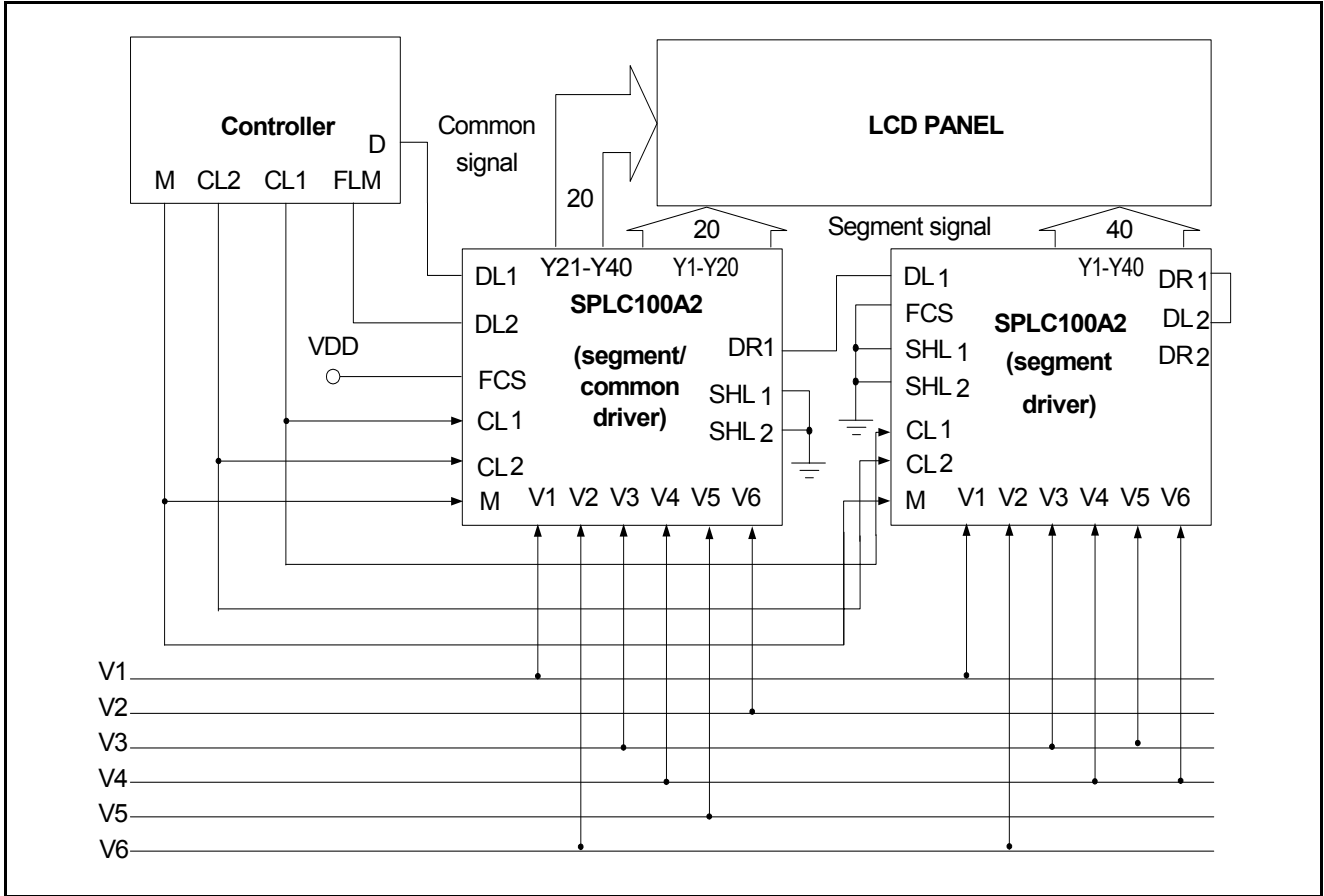 Controller
D
M CL2 CL1 FLM
Common
signal
20
LCD PANEL
20
Segment signal
40
DL1
DL2
VDD
FCS
CL1
CL2
M
Y21-Y40
Y1-Y20
SPLC100A2
(segment/
common
driver)
DR1
SHL1
SHL2
V1 V2 V3 V4 V5 V6
DL1
FCS
SHL1
SHL2
CL1
CL2
M
Y1-Y40
SPLC100A2
(segment
driver)
DR1
DL2
DR2
V1 V2 V3 V4 V5 V6
V1
V2
V3
V4
V5
V6